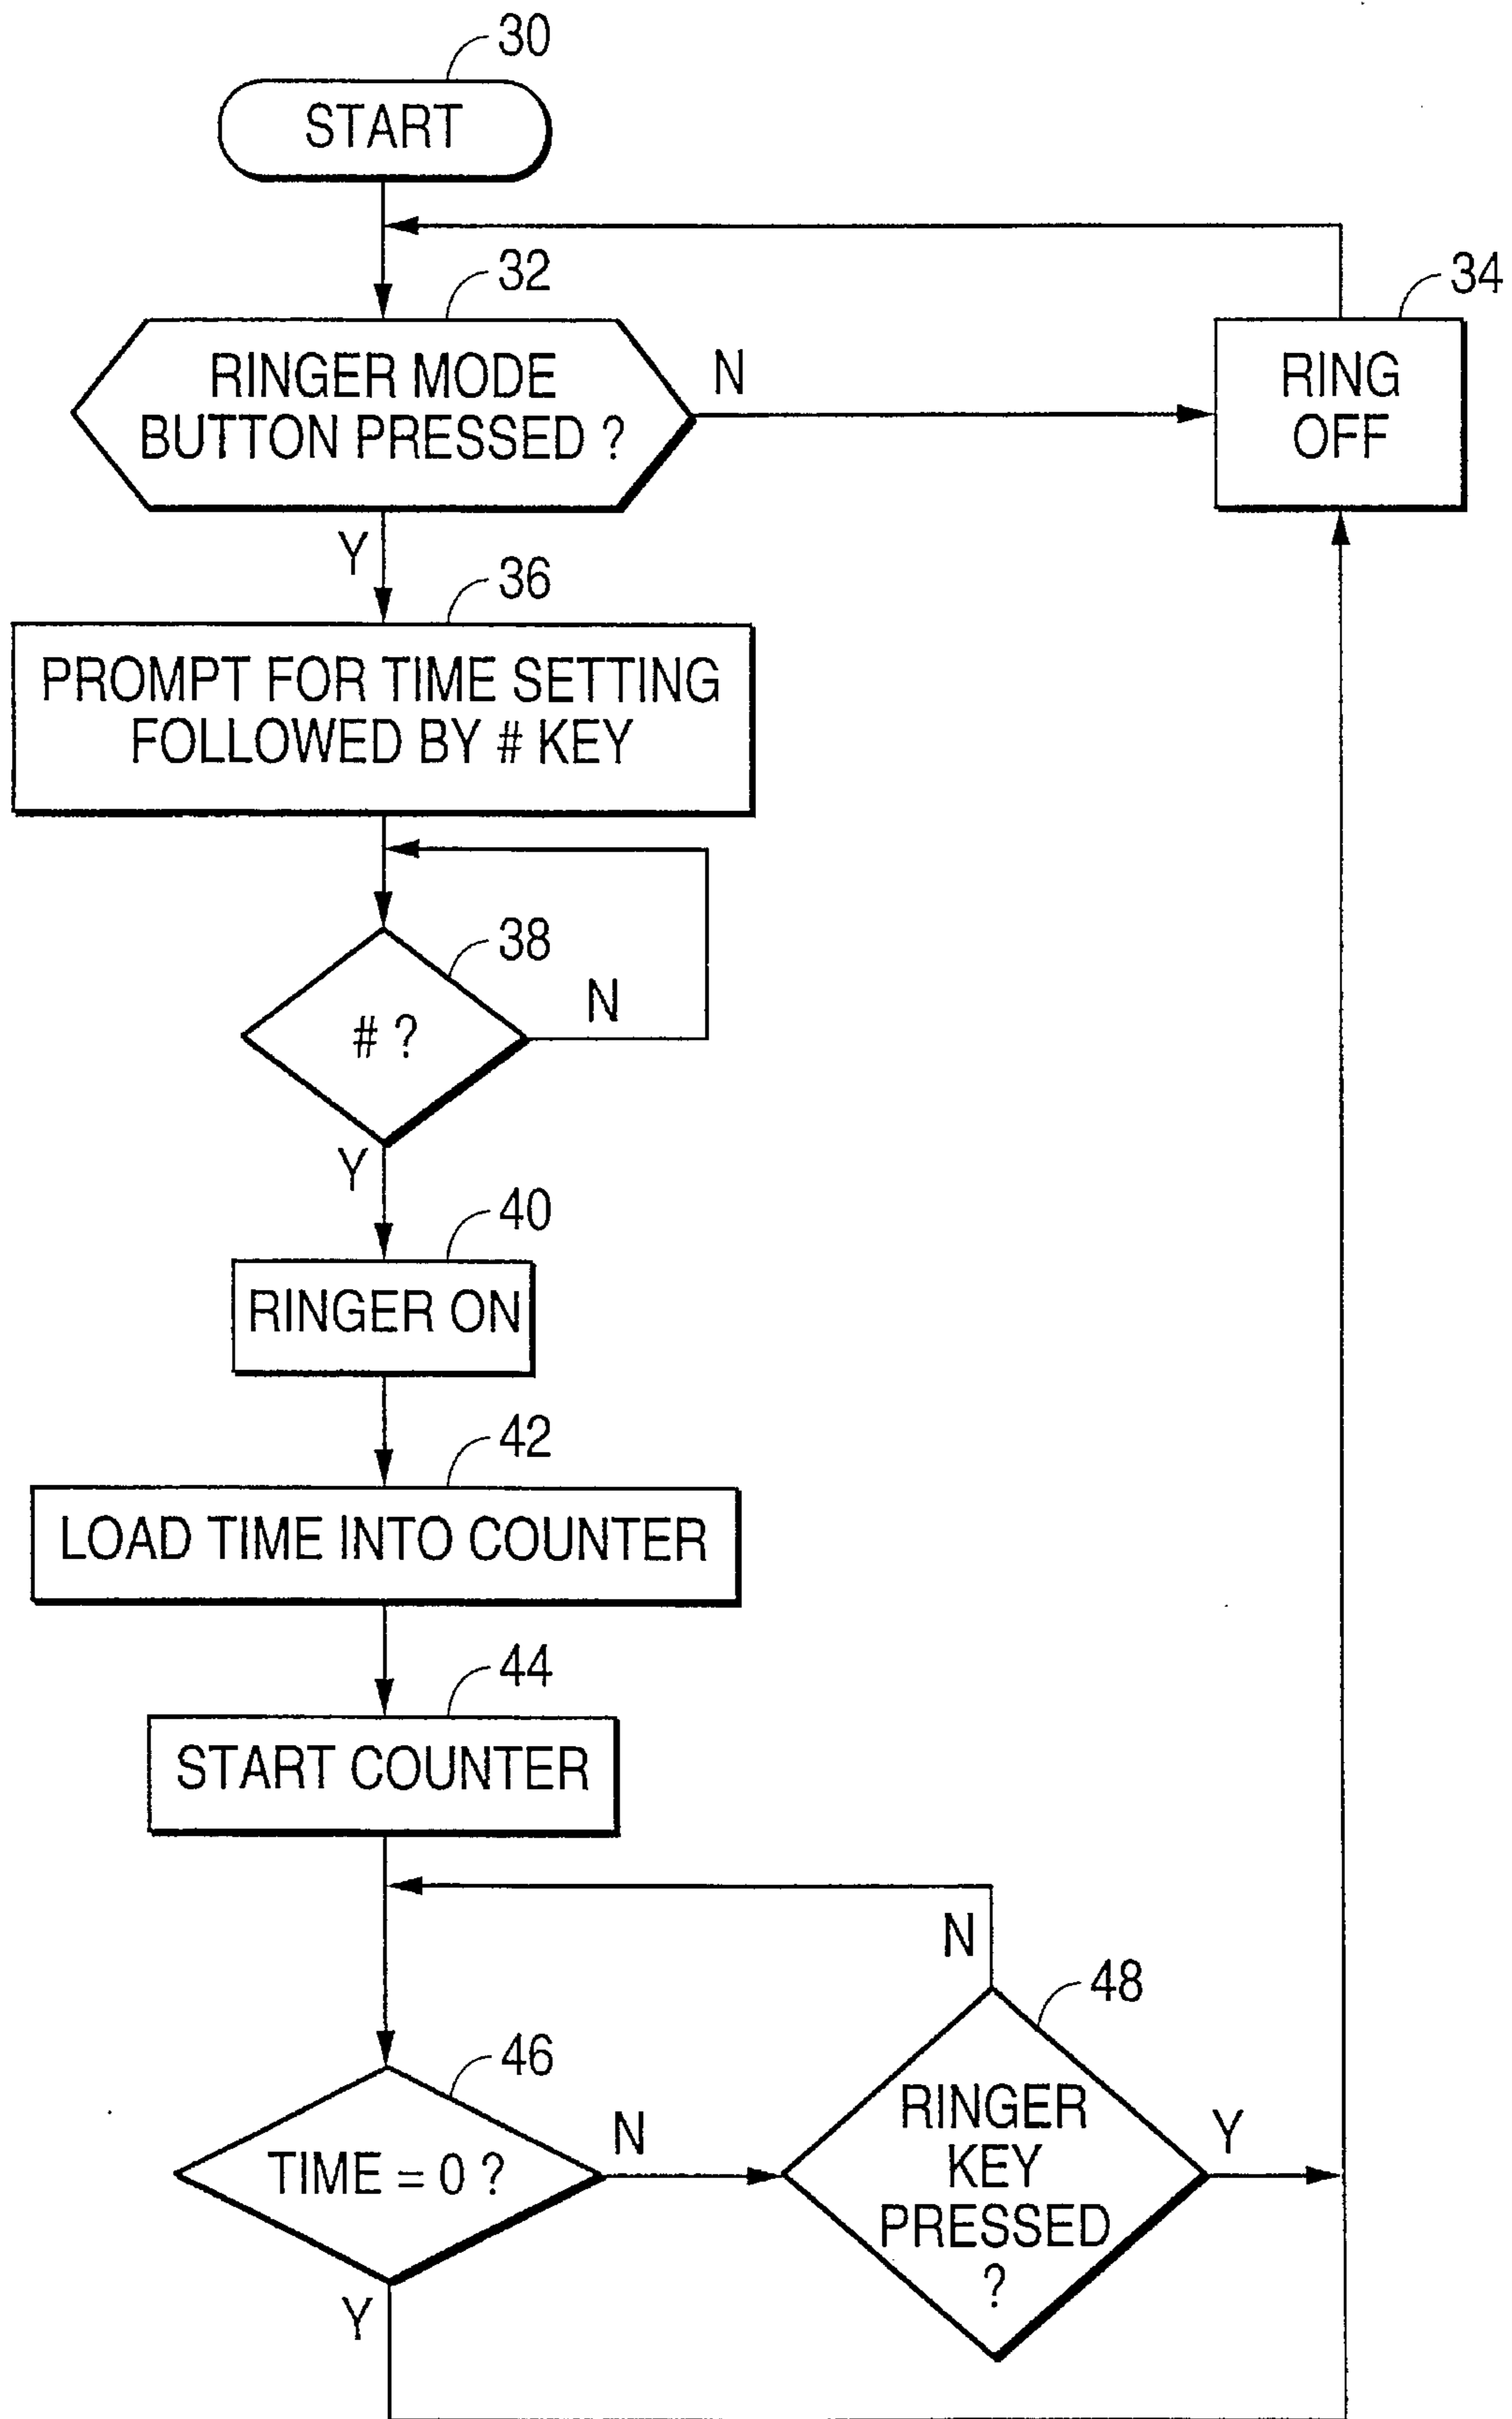 30
START
32
RINGER MODE
BUTTON PRESSED ?
N
34
RING
OFF
Y
36
PROMPT FOR TIME SETTING
FOLLOWED BY # KEY
38
# ?
N
Y
40
RINGER ON
42
LOAD TIME INTO COUNTER
44
START COUNTER
N
48
46
TIME = 0 ?
N
RINGER
KEY
PRESSED
?
Y
Y